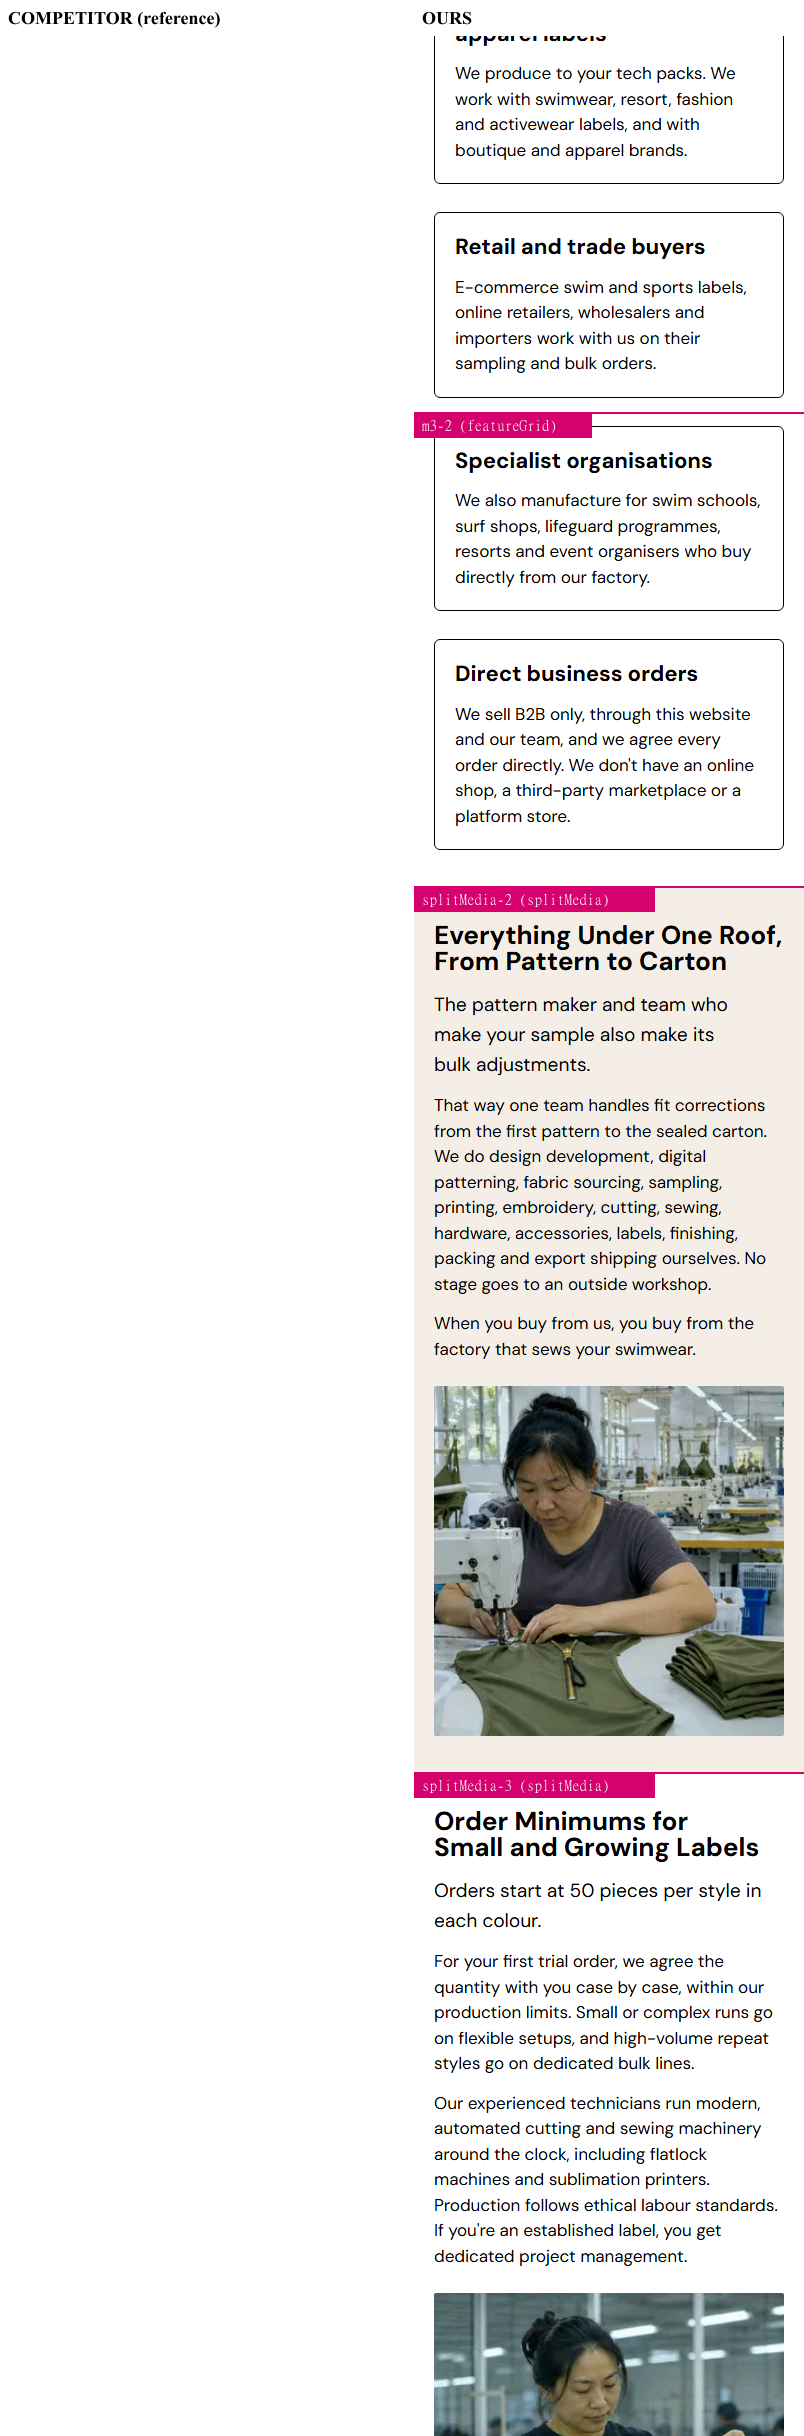 COMPETITOR (reference)
OURS
apparel labels
We produce to your tech packs. We
work with swimwear, resort, fashion
and activewear labels, and with
boutique and apparel brands.
Retail and trade buyers
E-commerce swim and sports labels,
online retailers, wholesalers and
importers work with us on their
sampling and bulk orders.
m3-2 (featureGrid)
Specialist organisations
We also manufacture for swim schools,
surf shops, lifeguard programmes,
resorts and event organisers who buy
directly from our factory.
Direct business orders
We sell B2B only, through this website
and our team, and we agree every
order directly. We don't have an online
shop, a third-party marketplace or a
platform store.
splitMedia-2 (splitMedia)
Everything Under One Roof,
From Pattern to Carton
The pattern maker and team who
make your sample also make its
bulk adjustments.
That way one team handles fit corrections
from the first pattern to the sealed carton.
We do design development, digital
patterning, fabric sourcing, sampling,
printing, embroidery, cutting, sewing,
hardware, accessories, labels, finishing,
packing and export shipping ourselves. No
stage goes to an outside workshop.
When you buy from us, you buy from the
factory that sews your swimwear.
splitMedia-3 (splitMedia)
Order Minimums for
Small and Growing Labels
Orders start at 50 pieces per style in
each colour.
For your first trial order, we agree the
quantity with you case by case, within our
production limits. Small or complex runs go
on flexible setups, and high-volume repeat
styles go on dedicated bulk lines.
Our experienced technicians run modern,
automated cutting and sewing machinery
around the clock, including flatlock
machines and sublimation printers.
Production follows ethical labour standards.
If you're an established label, you get
dedicated project management.